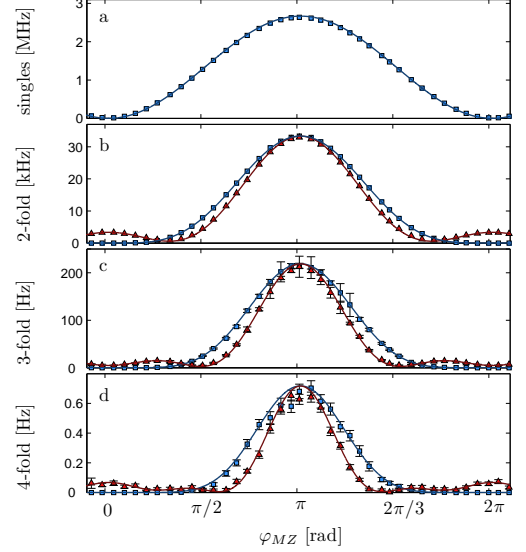 3
2
1
0
singles [MHz]
a
30
20
10
0
2-fold [kHz]
b
200
100
0
3-fold [Hz]
c
0.6
0.4
0.2
0
4-fold [Hz]
d
0 π/2 π 2π/3 2π
φ_MZ [rad]